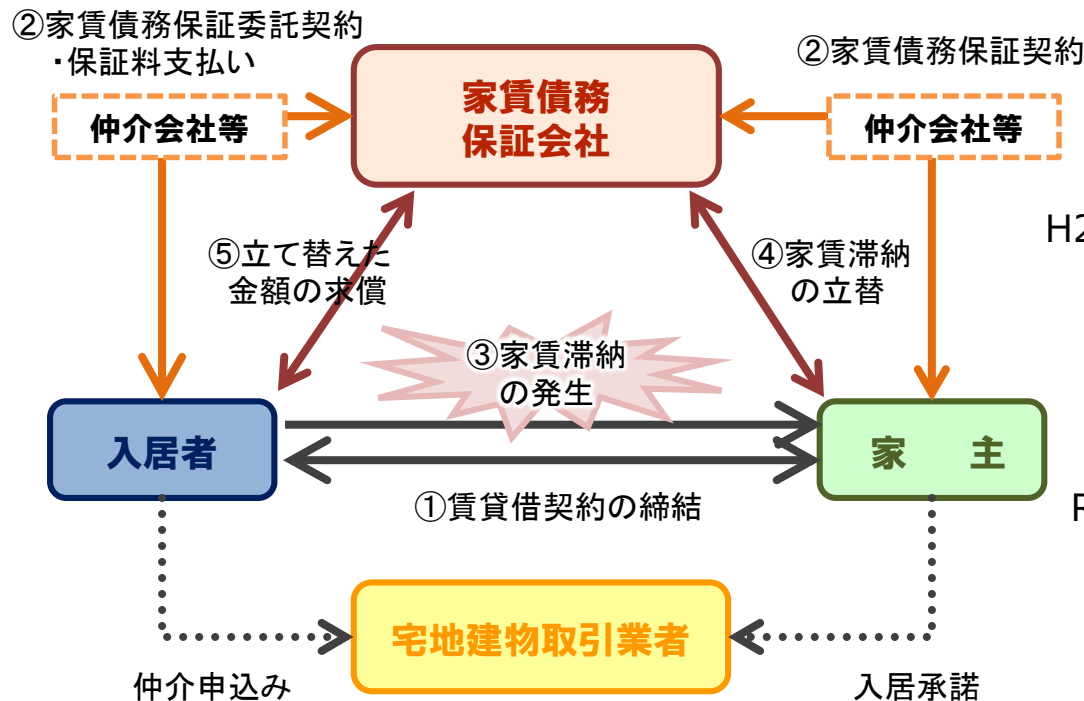 ②家賃債務保証委託契約
・保証料支払い
②家賃債務保証契約
家賃債務
保証会社
仲介会社等
仲介会社等
H2
⑤立て替えた
金額の求償
④家賃滞納
の立替
③家賃滞納
の発生
入居者
家 主
①賃貸借契約の締結
宅地建物取引業者
仲介申込み
入居承諾